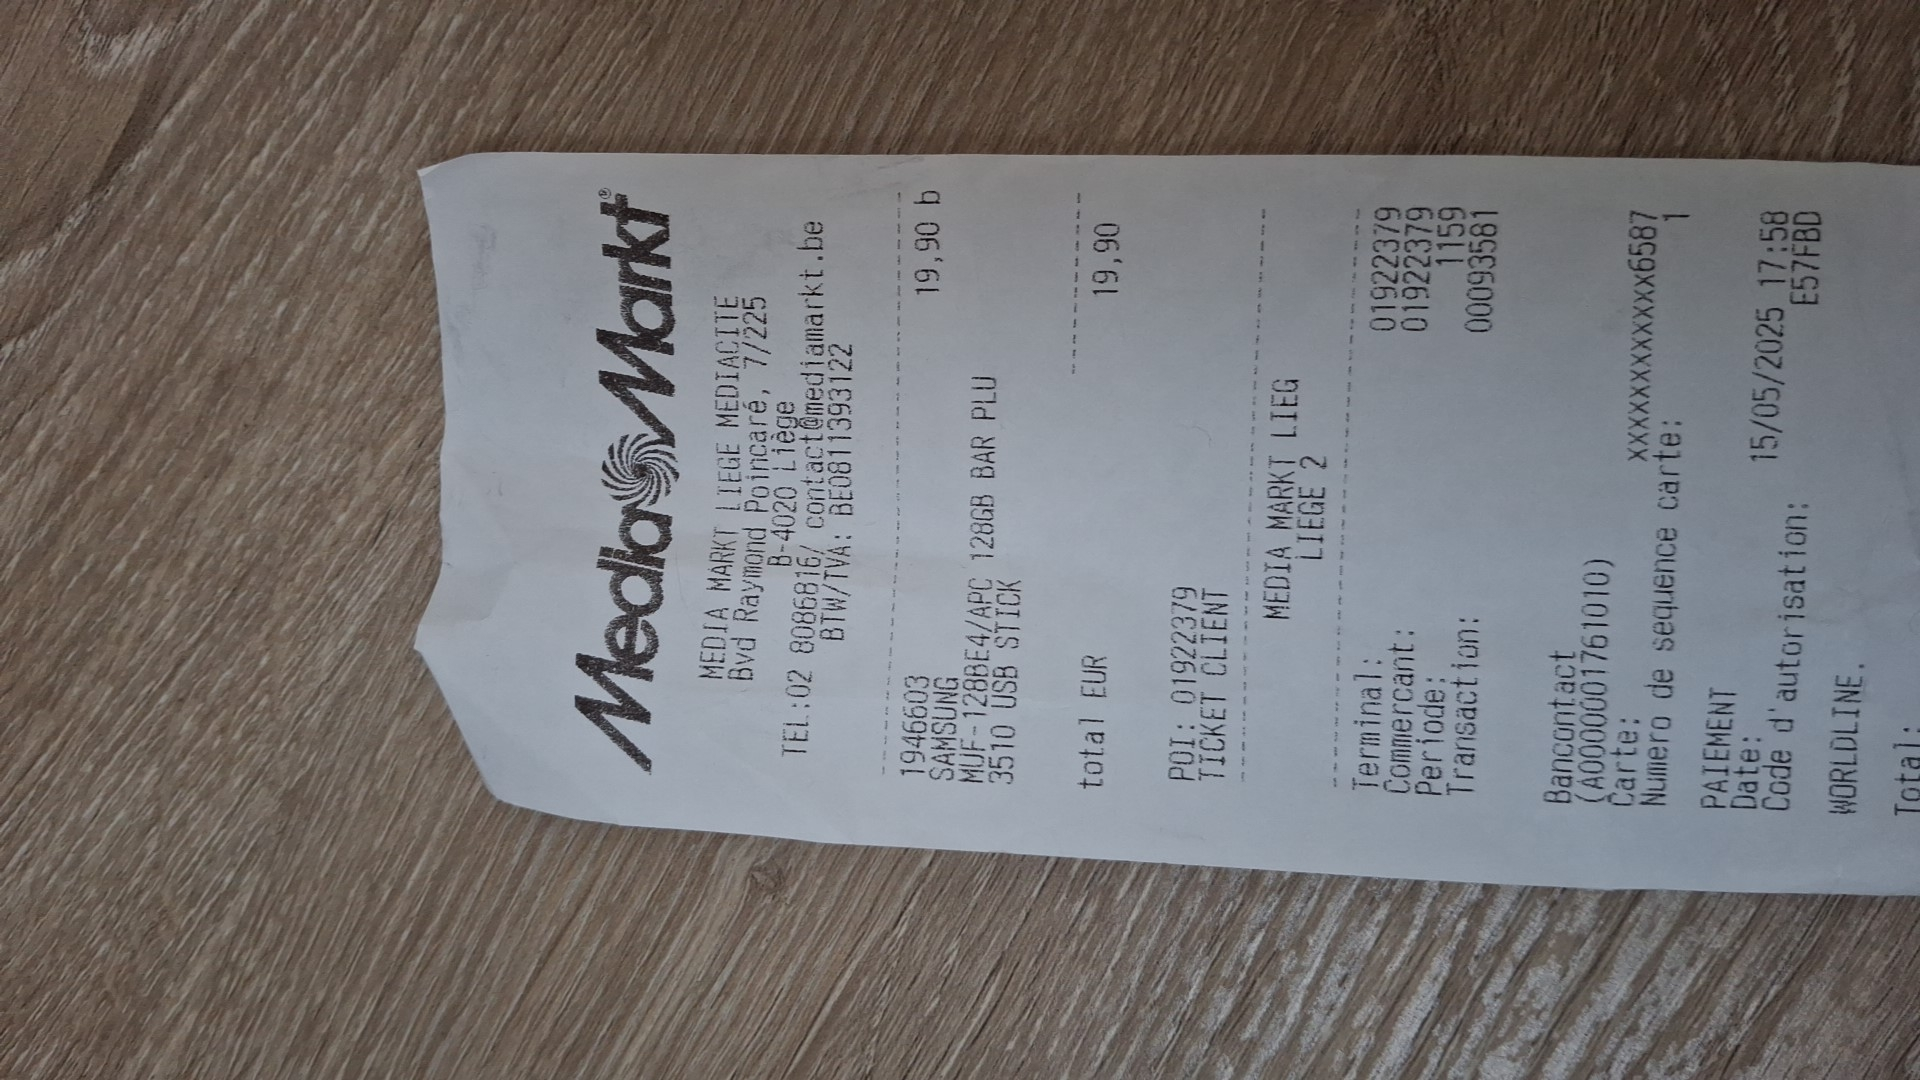 MediaMarkt®
MEDIA MARKT LIEGE MEDIACITE
Bvd Raymond Poincaré, 7/225
B-4020 Liège
TEL:02 8086816/ contact@mediamarkt.be
BTW/TVA: BE0811393122
1946603 19,90 b
SAMSUNG
MUF-128BE4/APC 128GB BAR PLU
3510 USB STICK
total EUR 19,90
POI: 01922379
TICKET CLIENT
MEDIA MARKT LIEG
LIEGE 2
Terminal: 01922379
Commercant: 01922379
Periode: 1159
Transaction: 00093581
Bancontact
(A0000001761010)
Carte: xxxxxxxxxxxxx6587
Numero de sequence carte: 1
PAIEMENT
Date: 15/05/2025 17:58
Code d'autorisation: E57FBD
WORLDLINE.
Total: